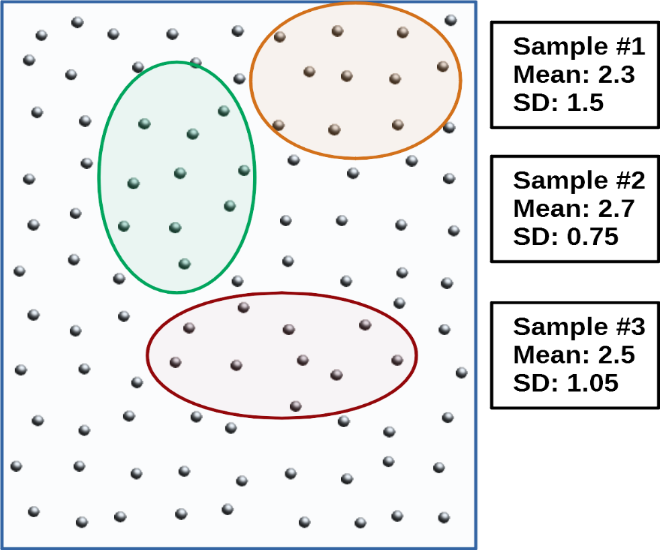 Sample #1
Mean: 2.3
SD: 1.5
Sample #2
Mean: 2.7
SD: 0.75
Sample #3
Mean: 2.5
SD: 1.05